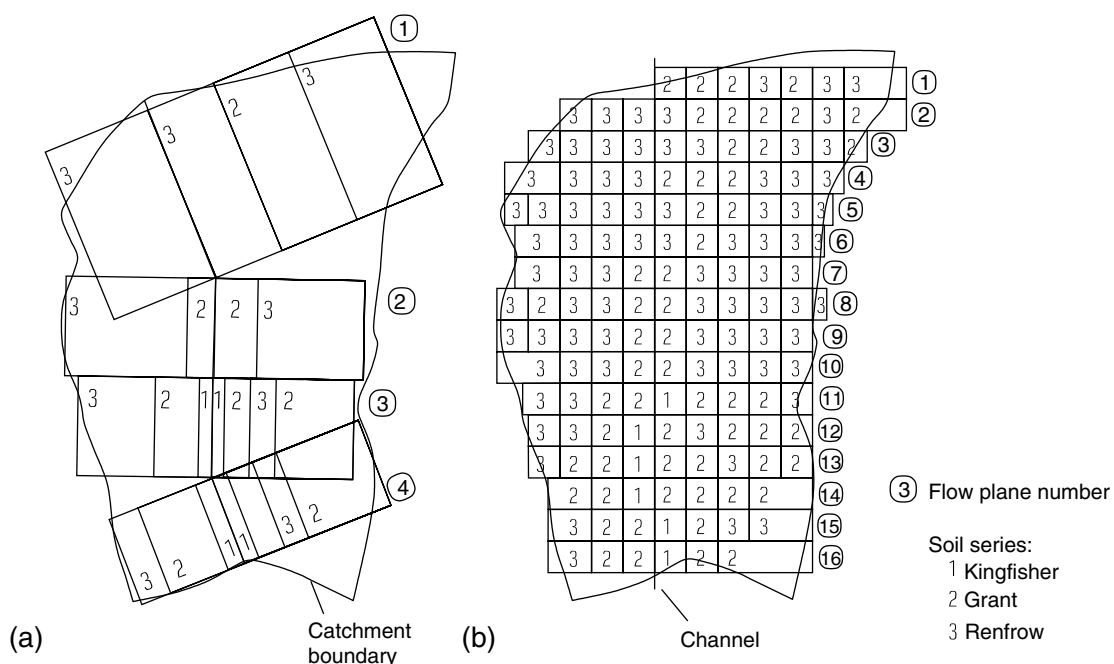 1
3
2
3
3
3 2 2 3 2
3 2 1 1 2 3 2 3
4
3 2
1 1
2
3
(a)
Catchment
boundary
2 2 2 3 2 3 3 1
3 3 3 3 3 2 2 2 3 2 2
3 3 3 3 3 3 2 2 3 3 2 3
3 3 3 3 2 2 2 3 3 3 4
3 3 3 3 3 3 2 2 3 3 3 5
3 3 3 3 3 2 3 3 3 3 6
3 3 3 2 2 3 3 3 3 7
3 2 3 3 2 2 3 3 3 3 3 8
3 3 3 3 2 2 3 3 3 3 9
3 3 3 2 2 3 3 3 3 10
3 3 2 2 1 2 2 2 3 11
3 3 2 1 2 3 2 2 2 12
3 2 2 1 2 2 3 2 2 13
2 2 1 2 2 2 2 14
3 2 2 1 2 3 3 15
3 2 2 1 2 2 16
(b)
Channel
3 Flow plane number
Soil series:
1 Kingfisher
2 Grant
3 Renfrow